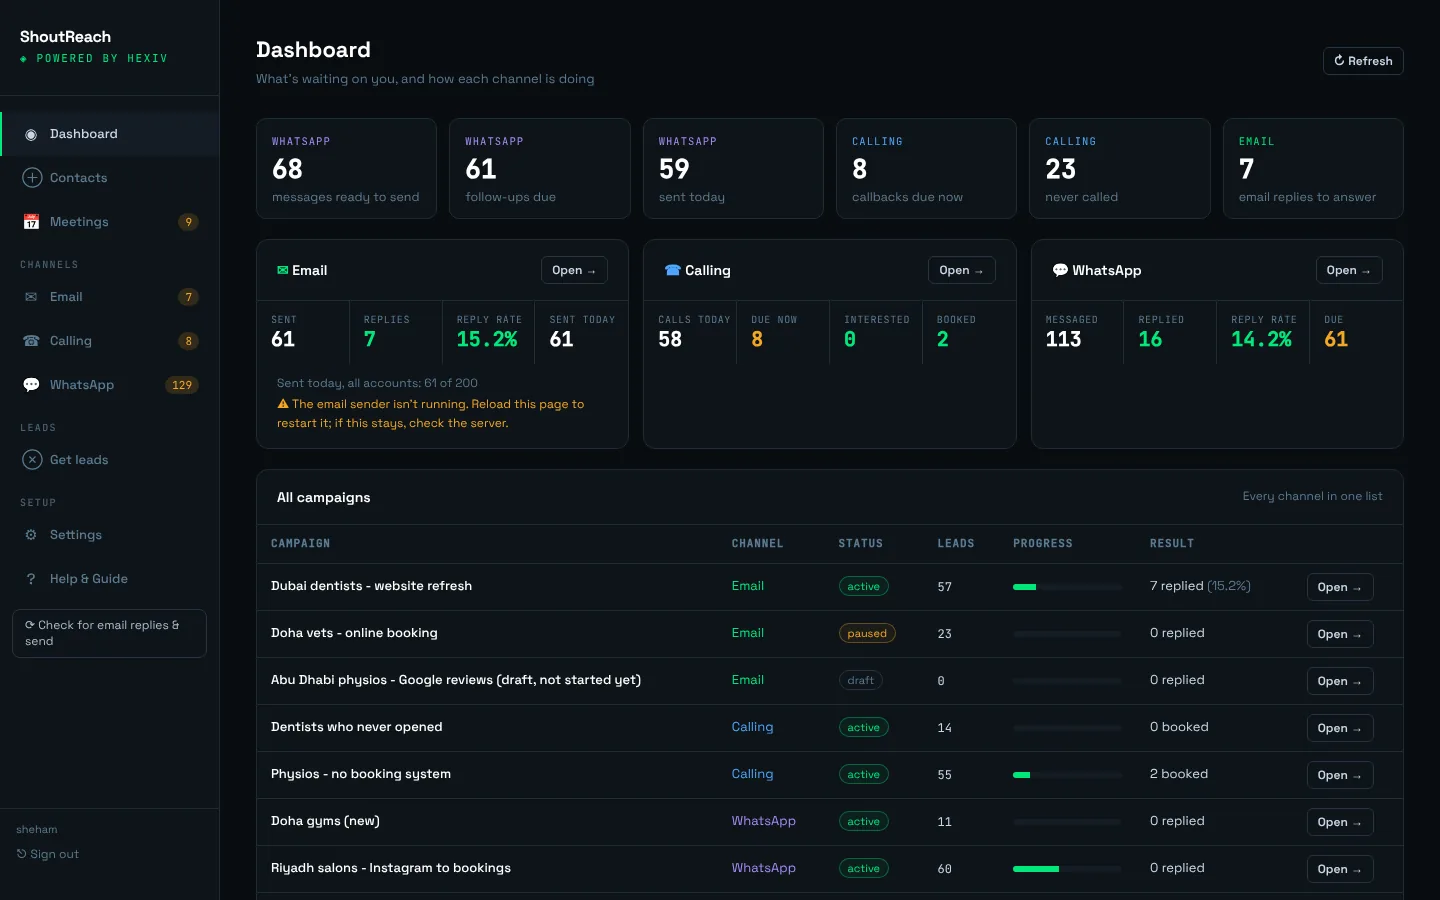 ShoutReach
◈ POWERED BY HEXIV
Dashboard
Contacts
Meetings 9
CHANNELS
Email 7
Calling 8
WhatsApp 129
LEADS
Get leads
SETUP
Settings
? Help & Guide
⟳ Check for email replies &
send
sheham
Sign out
Dashboard
What's waiting on you, and how each channel is doing
↻ Refresh
WHATSAPP
68
messages ready to send
WHATSAPP
61
follow-ups due
WHATSAPP
59
sent today
CALLING
8
callbacks due now
CALLING
23
never called
EMAIL
7
email replies to answer
✉ Email Open →
SENT REPLIES REPLY RATE SENT TODAY
61 7 15.2% 61
Sent today, all accounts: 61 of 200
⚠ The email sender isn't running. Reload this page to
restart it; if this stays, check the server.
☎ Calling Open →
CALLS TODAY DUE NOW INTERESTED BOOKED
58 8 0 2
💬 WhatsApp Open →
MESSAGED REPLIED REPLY RATE DUE
113 16 14.2% 61
All campaigns Every channel in one list
CAMPAIGN CHANNEL STATUS LEADS PROGRESS RESULT
Dubai dentists - website refresh Email active 57 7 replied (15.2%) Open →
Doha vets - online booking Email paused 23 0 replied Open →
Abu Dhabi physios - Google reviews (draft, not started yet) Email draft 0 0 replied Open →
Dentists who never opened Calling active 14 0 booked Open →
Physios - no booking system Calling active 55 2 booked Open →
Doha gyms (new) WhatsApp active 11 0 replied Open →
Riyadh salons - Instagram to bookings WhatsApp active 60 0 replied Open →